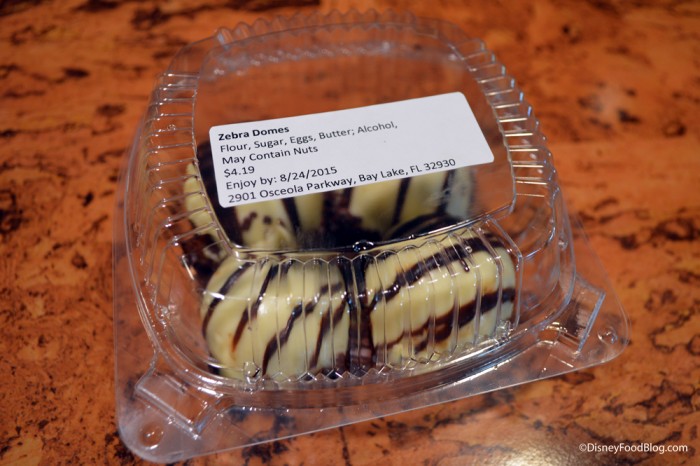 Zebra Domes
Flour, Sugar, Eggs, Butter; Alcohol,
May Contain Nuts
$4.19
Enjoy by: 8/24/2015
2901 Osceola Parkway, Bay Lake, FL 32930
©DisneyFoodBlog.com